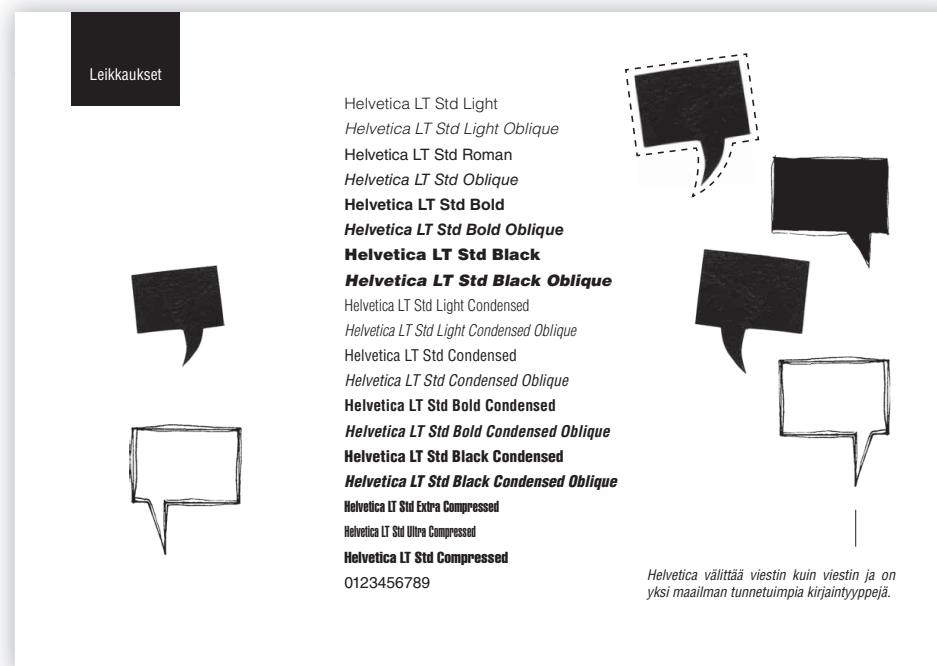 Leikkaukset
Helvetica LT Std Light
Helvetica LT Std Light Oblique
Helvetica LT Std Roman
Helvetica LT Std Oblique
Helvetica LT Std Bold
Helvetica LT Std Bold Oblique
Helvetica LT Std Black
Helvetica LT Std Black Oblique
Helvetica LT Std Light Condensed
Helvetica LT Std Light Condensed Oblique
Helvetica LT Std Condensed
Helvetica LT Std Condensed Oblique
Helvetica LT Std Bold Condensed
Helvetica LT Std Bold Condensed Oblique
Helvetica LT Std Black Condensed
Helvetica LT Std Black Condensed Oblique
Helvetica LT Std Extra Compressed
Helvetica LT Std Ultra Compressed
Helvetica LT Std Compressed
0123456789
Helvetica välittää viestin kuin viestin ja on
yksi maailman tunnetuimpia kirjaintyyppejä.